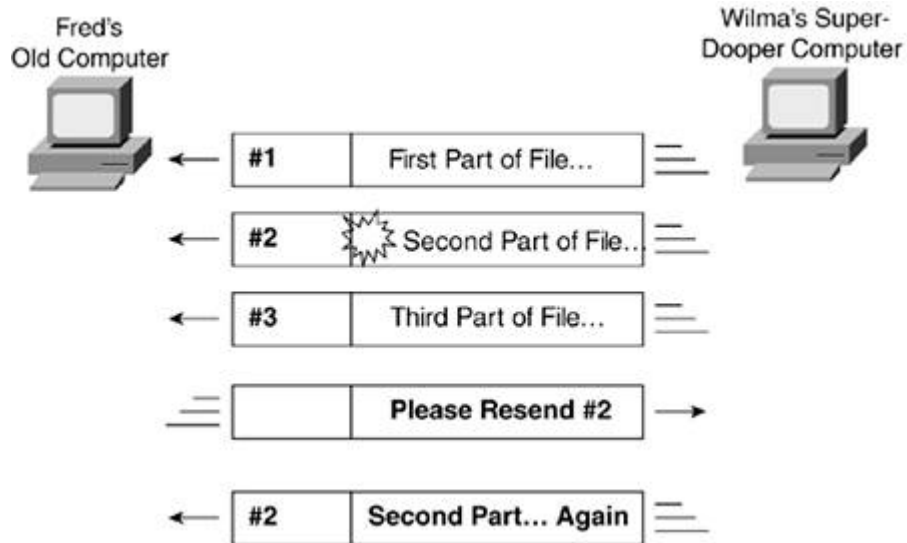 Fred's
Old Computer
Wilma's Super-
Dooper Computer
#1 First Part of File...
#2 Second Part of File...
#3 Third Part of File...
Please Resend #2
#2 Second Part... Again